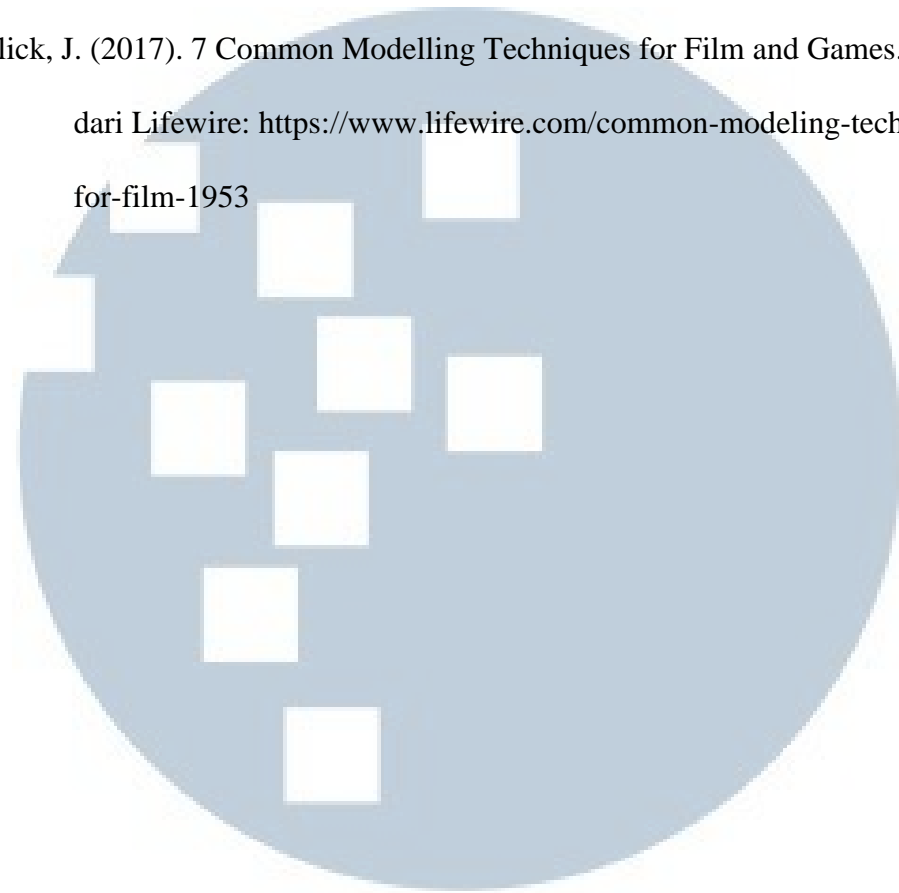 lick, J. (2017). 7 Common Modelling Techniques for Film and Games.
dari Lifewire: https://www.lifewire.com/common-modeling-tech
for-film-1953